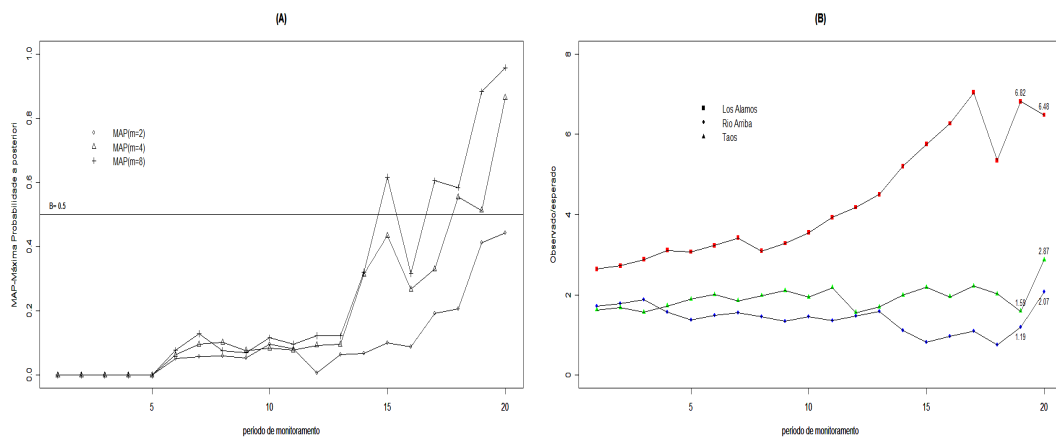 (A)
MAP-Máxima Probabilidade a posteriori
1.0
0.8
0.6
0.4
0.2
0.0
MAP(m=2)
MAP(m=4)
MAP(m=8)
B= 0.5
5
10
15
20
período de monitoramento
(B)
Observado/esperado
8
6
4
2
0
Los Alamos
Rio Arriba
Taos
6.82
6.48
2.87
1.58
2.07
1.19
5
10
15
20
período de monitoramento